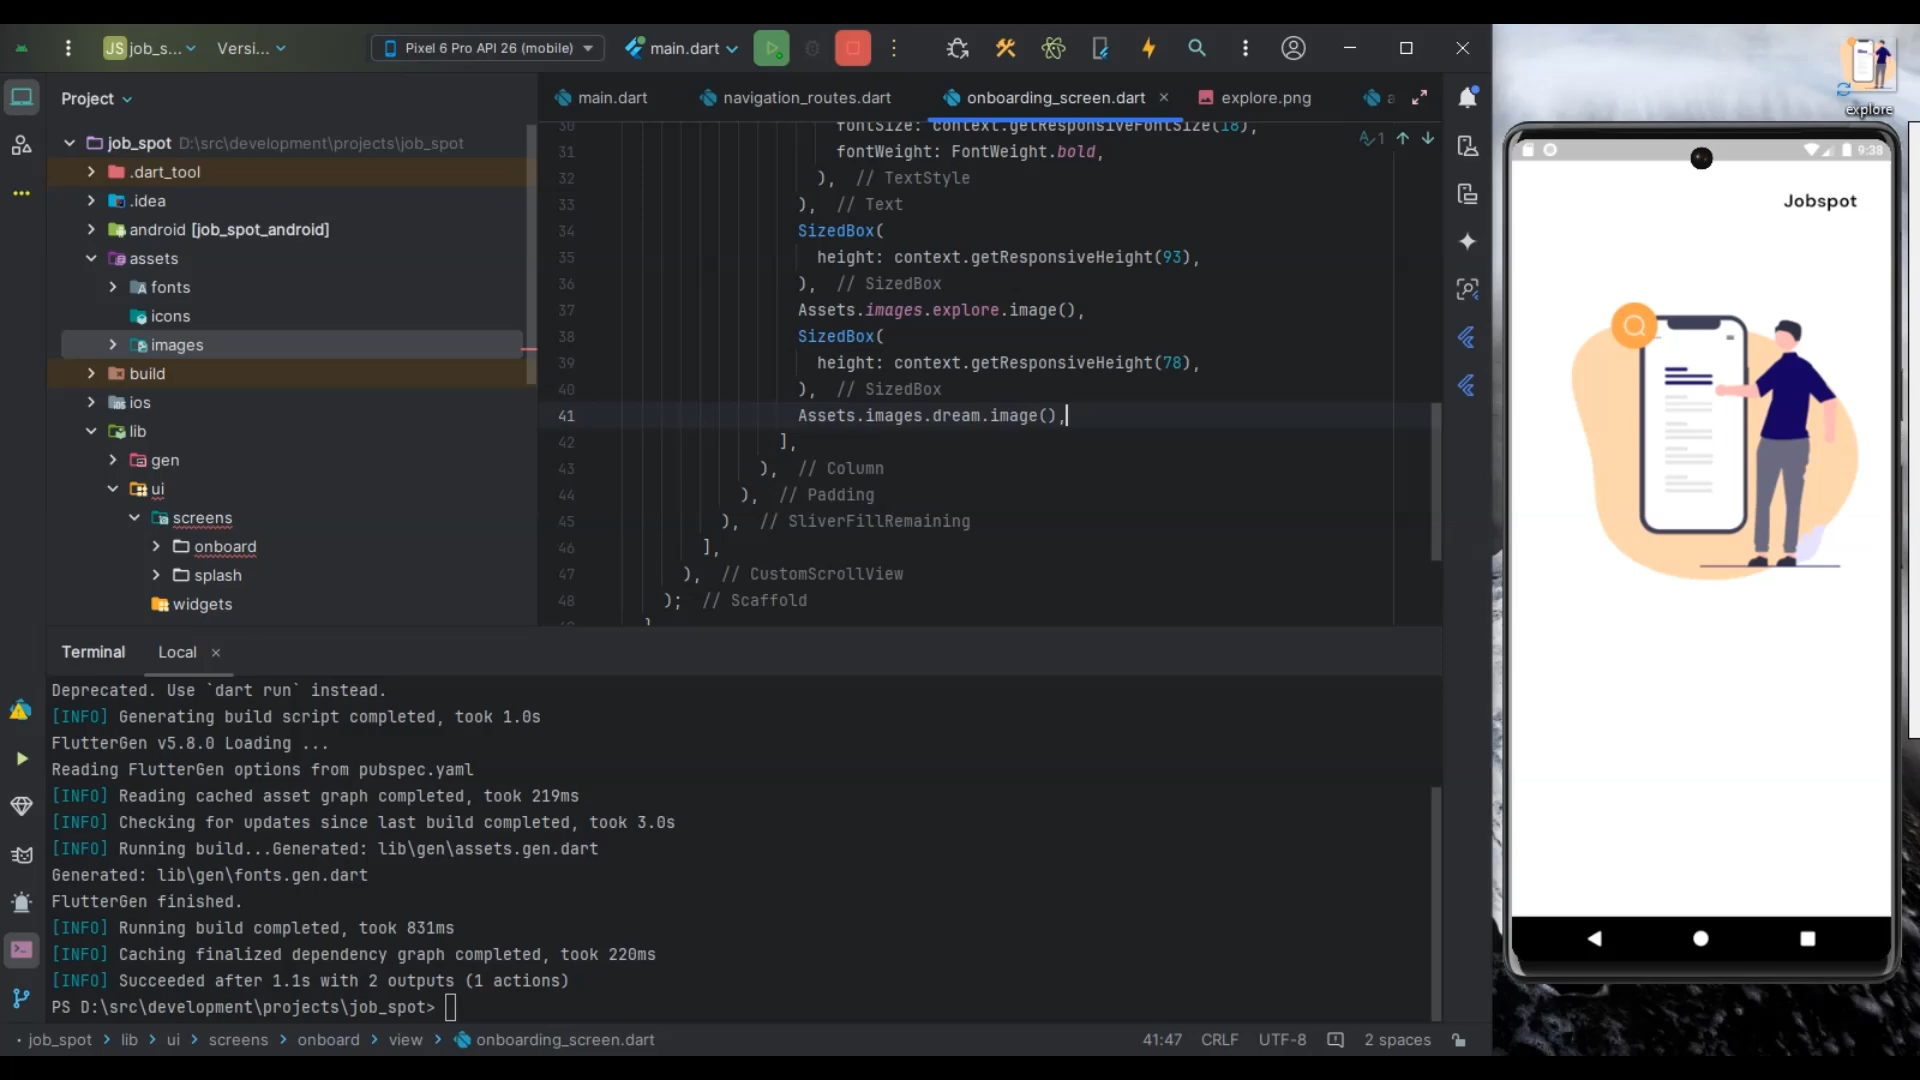 JS job_s...
Versi...
Pixel 6 Pro API 26 (mobile)
main.dart
Project
main.dart
navigation_routes.dart
onboarding_screen.dart
explore.png
a
explore
job_spot D:\src\development\projects\job_spot
.dart_tool
.idea
android [job_spot_android]
assets
fonts
icons
images
build
ios
lib
gen
ui
screens
onboard
splash
widgets
1
30 fontSize: context.getResponsiveFontSize(18),
31 fontWeight: FontWeight.bold,
32 ), // TextStyle
33 ), // Text
34 SizedBox(
35 height: context.getResponsiveHeight(93),
36 ), // SizedBox
37 Assets.images.explore.image(),
38 SizedBox(
39 height: context.getResponsiveHeight(78),
40 ), // SizedBox
41 Assets.images.dream.image(),
42 ],
43 ), // Column
44 ), // Padding
45 ), // SliverFillRemaining
46 ],
47 ), // CustomScrollView
48 ); // Scaffold
9:38
Jobspot
Terminal
Local
Deprecated. Use `dart run` instead.
[INFO] Generating build script completed, took 1.0s
FlutterGen v5.8.0 Loading ...
Reading FlutterGen options from pubspec.yaml
[INFO] Reading cached asset graph completed, took 219ms
[INFO] Checking for updates since last build completed, took 3.0s
[INFO] Running build...Generated: lib\gen\assets.gen.dart
Generated: lib\gen\fonts.gen.dart
FlutterGen finished.
[INFO] Running build completed, took 831ms
[INFO] Caching finalized dependency graph completed, took 220ms
[INFO] Succeeded after 1.1s with 2 outputs (1 actions)
PS D:\src\development\projects\job_spot>
job_spot > lib > ui > screens > onboard > view > onboarding_screen.dart
41:47 CRLF UTF-8 2 spaces